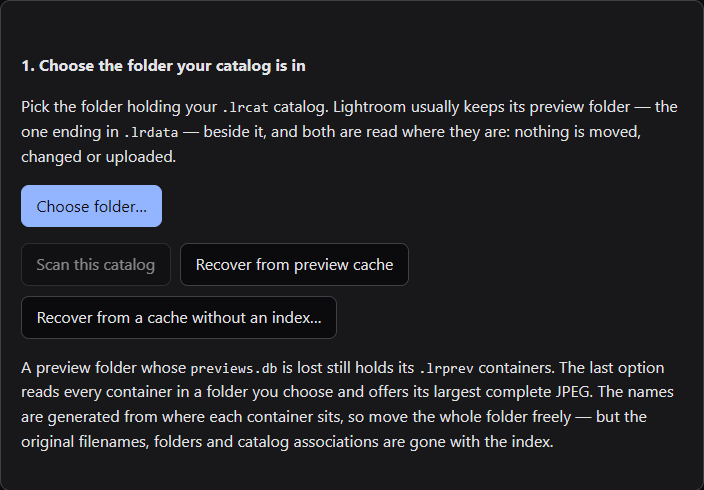 1. Choose the folder your catalog is in
Pick the folder holding your .lrcat catalog. Lightroom usually keeps its preview folder — the
one ending in .lrdata — beside it, and both are read where they are: nothing is moved,
changed or uploaded.
Choose folder...
Scan this catalog
Recover from preview cache
Recover from a cache without an index...
A preview folder whose previews.db is lost still holds its .lrprev containers. The last option
reads every container in a folder you choose and offers its largest complete JPEG. The names
are generated from where each container sits, so move the whole folder freely — but the
original filenames, folders and catalog associations are gone with the index.